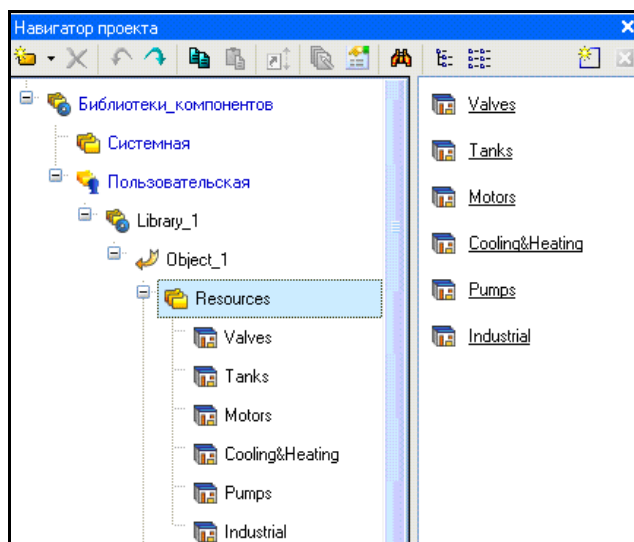 Навигатор проекта
Библиотеки_компонентов
Системная
Пользовательская
Library_1
Object_1
Resources
Valves
Tanks
Motors
Cooling&Heating
Pumps
Industrial
Valves
Tanks
Motors
Cooling&Heating
Pumps
Industrial